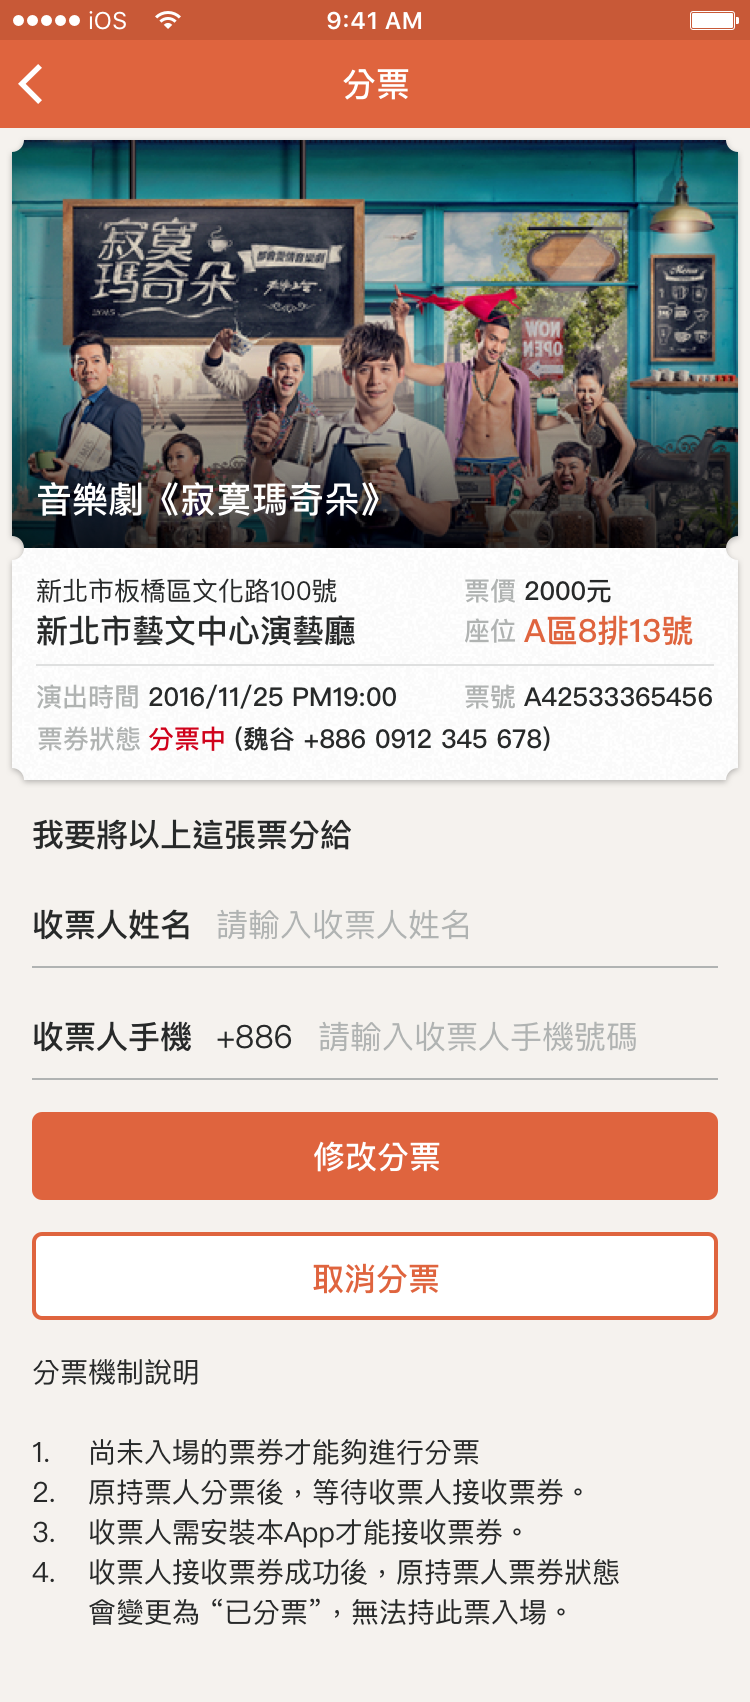 iOS
9:41 AM
分票
寂寞
瑪奇朵
都會愛情音樂劇
2015
Menu
NOW
OPEN
音樂劇《寂寞瑪奇朵》
新北市板橋區文化路100號
票價 2000元
新北市藝文中心演藝廳
座位 A區8排13號
演出時間 2016/11/25 PM19:00
票號 A42533365456
票券狀態 分票中 (魏谷 +886 0912 345 678)
我要將以上這張票分給
收票人姓名 請輸入收票人姓名
收票人手機 +886 請輸入收票人手機號碼
修改分票
取消分票
分票機制說明
1. 尚未入場的票券才能夠進行分票
2. 原持票人分票後，等待收票人接收票券。
3. 收票人需安裝本App才能接收票券。
4. 收票人接收票券成功後，原持票人票券狀態
會變更為 “已分票”，無法持此票入場。